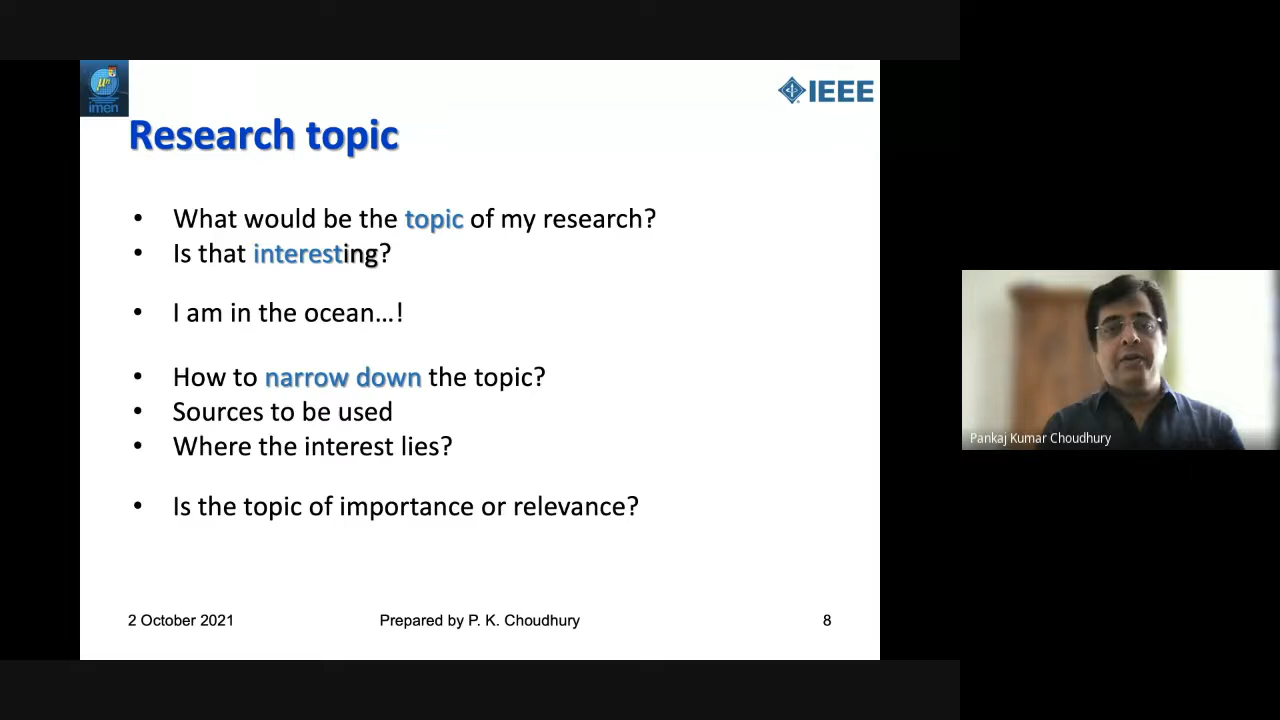 imen
IEEE
Research topic
• What would be the topic of my research?
• Is that interesting?
• I am in the ocean...!
• How to narrow down the topic?
• Sources to be used
• Where the interest lies?
• Is the topic of importance or relevance?
2 October 2021 Prepared by P. K. Choudhury 8
Pankaj Kumar Choudhury